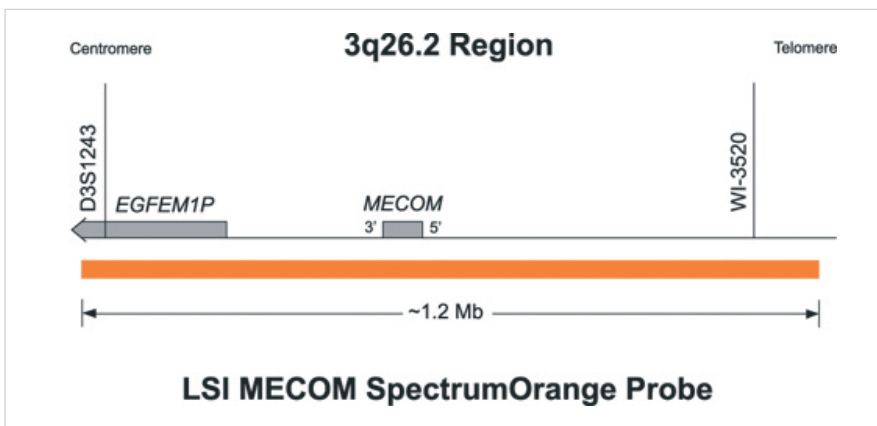 Centromere
3q26.2 Region
Telomere
D3S1243
WI-3520
EGFEM1P
MECOM
3' 5'
~1.2 Mb
LSI MECOM SpectrumOrange Probe